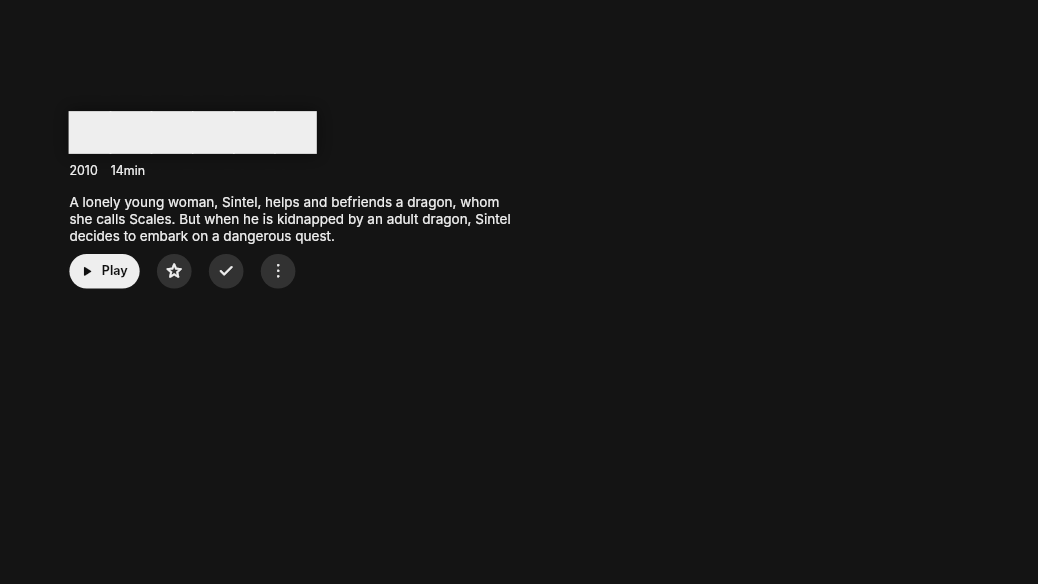 2010 14min
A lonely young woman, Sintel, helps and befriends a dragon, whom
she calls Scales. But when he is kidnapped by an adult dragon, Sintel
decides to embark on a dangerous quest.
Play